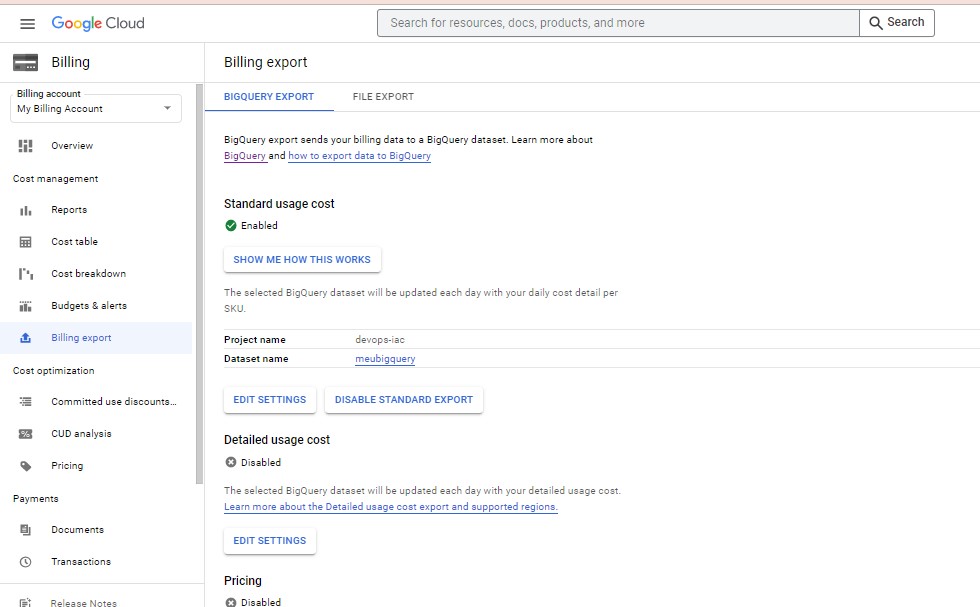 Google Cloud
Search for resources, docs, products, and more
Search
Billing
Billing account
My Billing Account
Overview
Cost management
Reports
Cost table
Cost breakdown
Budgets & alerts
Billing export
Cost optimization
Committed use discounts...
CUD analysis
Pricing
Payments
Documents
Transactions
Release Notes
Billing export
BIGQUERY EXPORT
FILE EXPORT
BigQuery export sends your billing data to a BigQuery dataset. Learn more about
BigQuery and how to export data to BigQuery
Standard usage cost
Enabled
SHOW ME HOW THIS WORKS
The selected BigQuery dataset will be updated each day with your daily cost detail per
SKU.
Project name devops-iac
Dataset name meubigquery
EDIT SETTINGS
DISABLE STANDARD EXPORT
Detailed usage cost
Disabled
The selected BigQuery dataset will be updated each day with your detailed usage cost.
Learn more about the Detailed usage cost export and supported regions.
EDIT SETTINGS
Pricing
Disabled